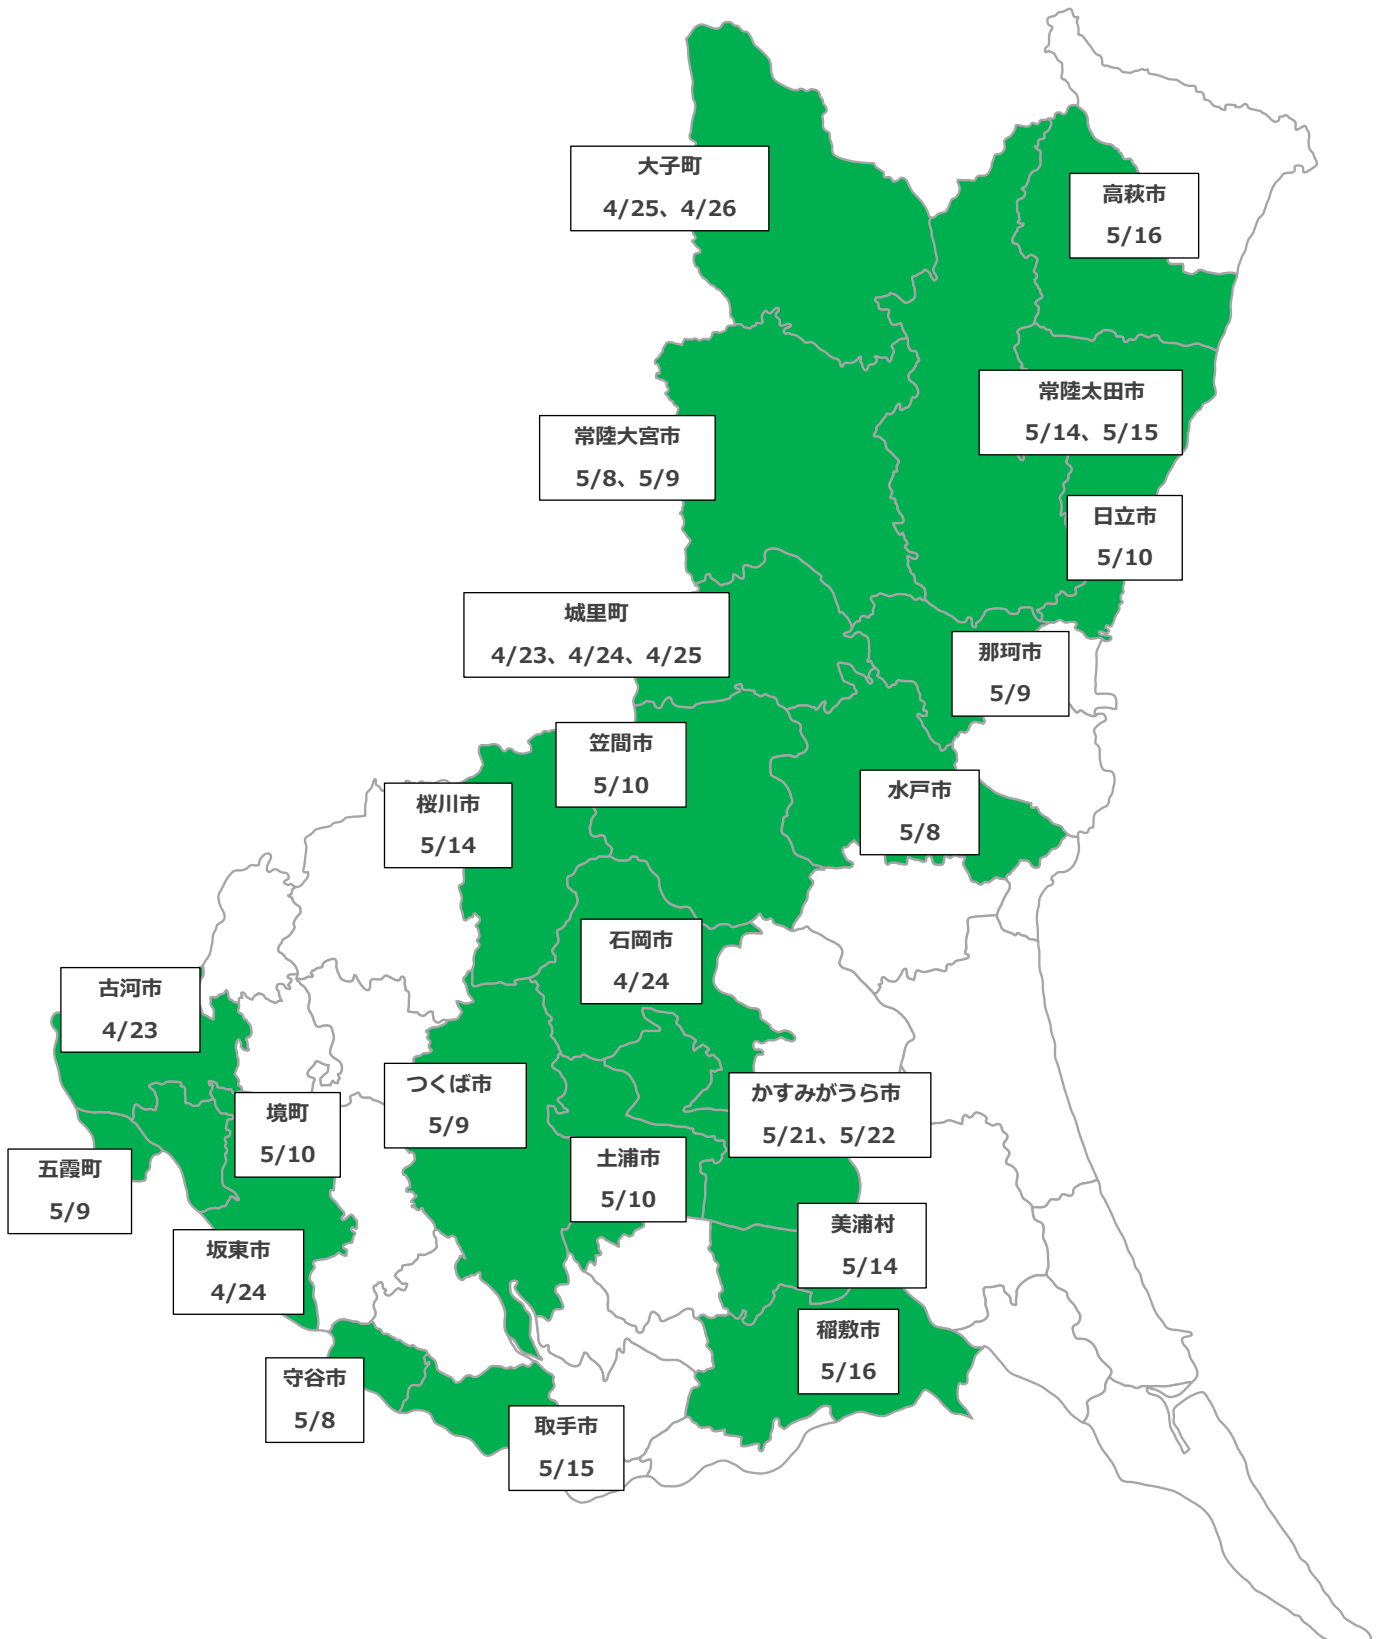 大子町
4/25、4/26
高萩市
5/16
常陸太田市
5/14、5/15
常陸大宮市
5/8、5/9
日立市
5/10
城里町
4/23、4/24、4/25
那珂市
5/9
笠間市
5/10
水戸市
5/8
桜川市
5/14
石岡市
4/24
古河市
4/23
つくば市
5/9
かすみがうら市
5/21、5/22
境町
5/10
土浦市
5/10
五霞町
5/9
美浦村
5/14
坂東市
4/24
稲敷市
5/16
守谷市
5/8
取手市
5/15